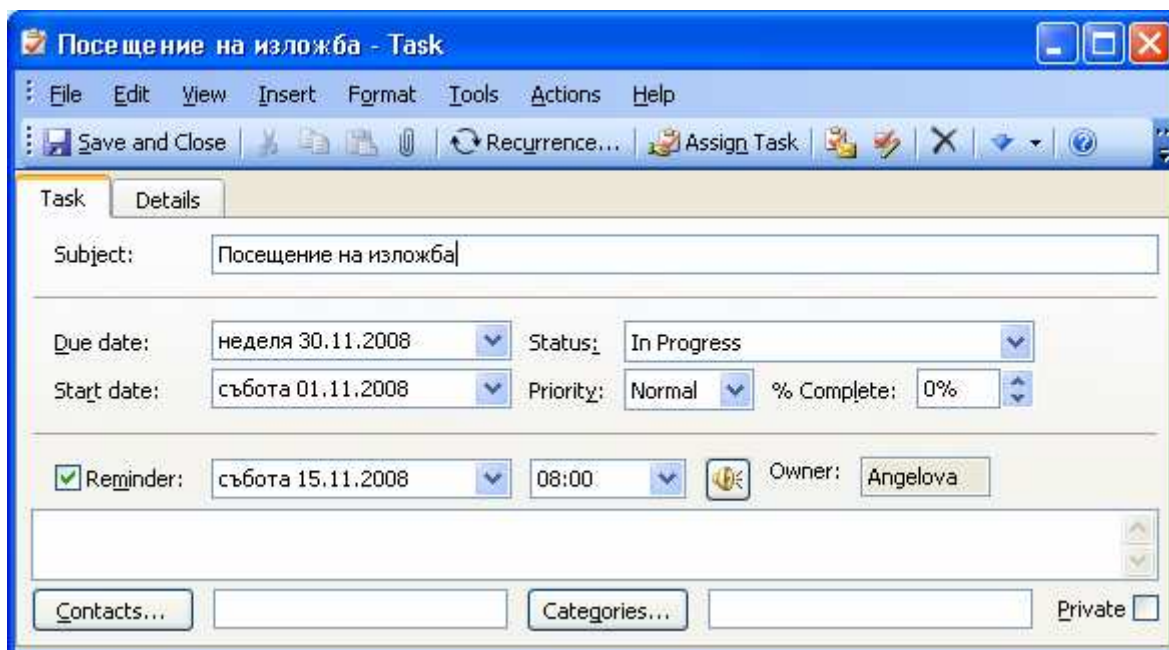 Посещение на изложба - Task
File Edit View Insert Format Tools Actions Help
Save and Close Recurrence... Assign Task
Task Details
Subject: Посещение на изложба
Due date: неделя 30.11.2008 Status: In Progress
Start date: събота 01.11.2008 Priority: Normal % Complete: 0%
Reminder: събота 15.11.2008 08:00 Owner: Angelova
Contacts... Categories... Private